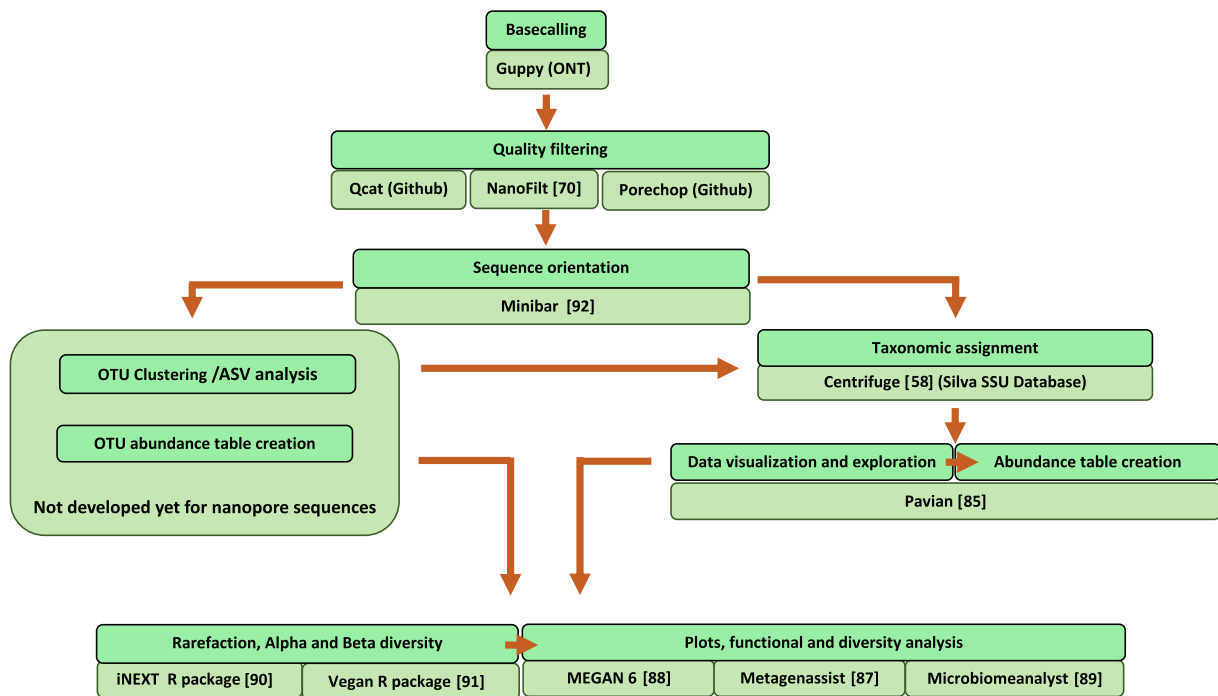 Basecalling
Guppy (ONT)
Quality filtering
Qcat (Github)
NanoFilt [70]
Porechop (Github)
Sequence orientation
Minibar [92]
OTU Clustering /ASV analysis
OTU abundance table creation
Not developed yet for nanopore sequences
Taxonomic assignment
Centrifuge [58] (Silva SSU Database)
Data visualization and exploration
Abundance table creation
Pavian [85]
Rarefaction, Alpha and Beta diversity
Plots, functional and diversity analysis
iNEXT R package [90]
Vegan R package [91]
MEGAN 6 [88]
Metagenassist [87]
Microbiomeanalyst [89]